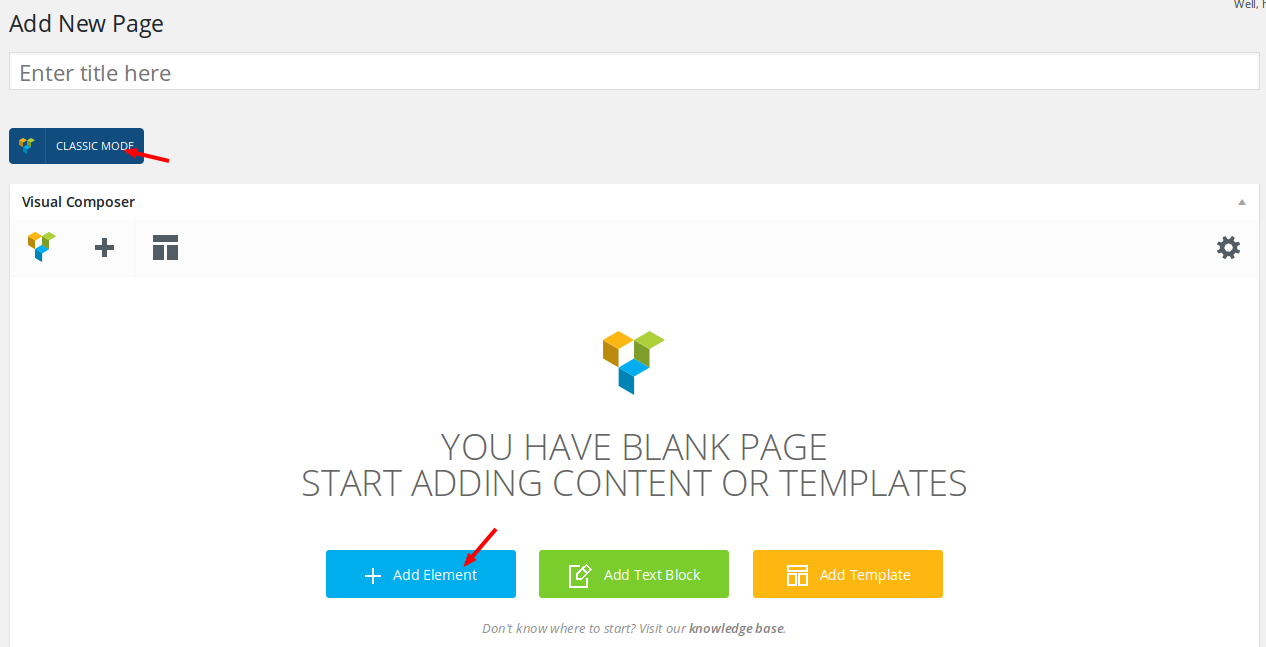 Well, h
Add New Page
Enter title here
CLASSIC MODE
Visual Composer
YOU HAVE BLANK PAGE
START ADDING CONTENT OR TEMPLATES
Add Element
Add Text Block
Add Template
Don't know where to start? Visit our knowledge base.